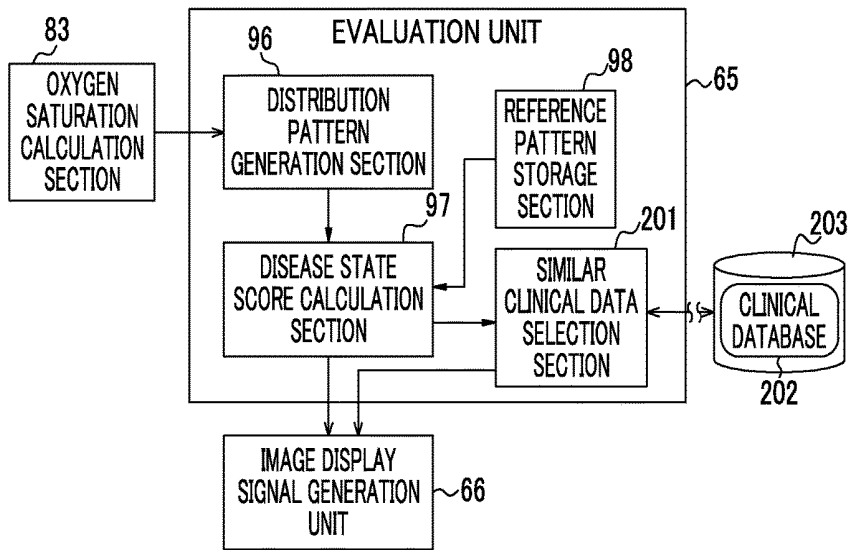 EVALUATION UNIT
83
OXYGEN
SATURATION
CALCULATION
SECTION
96
DISTRIBUTION
PATTERN
GENERATION SECTION
98
REFERENCE
PATTERN
STORAGE
SECTION
65
97
DISEASE STATE
SCORE CALCULATION
SECTION
201
SIMILAR
CLINICAL DATA
SELECTION
SECTION
203
CLINICAL
DATABASE
202
IMAGE DISPLAY
SIGNAL GENERATION
UNIT
66